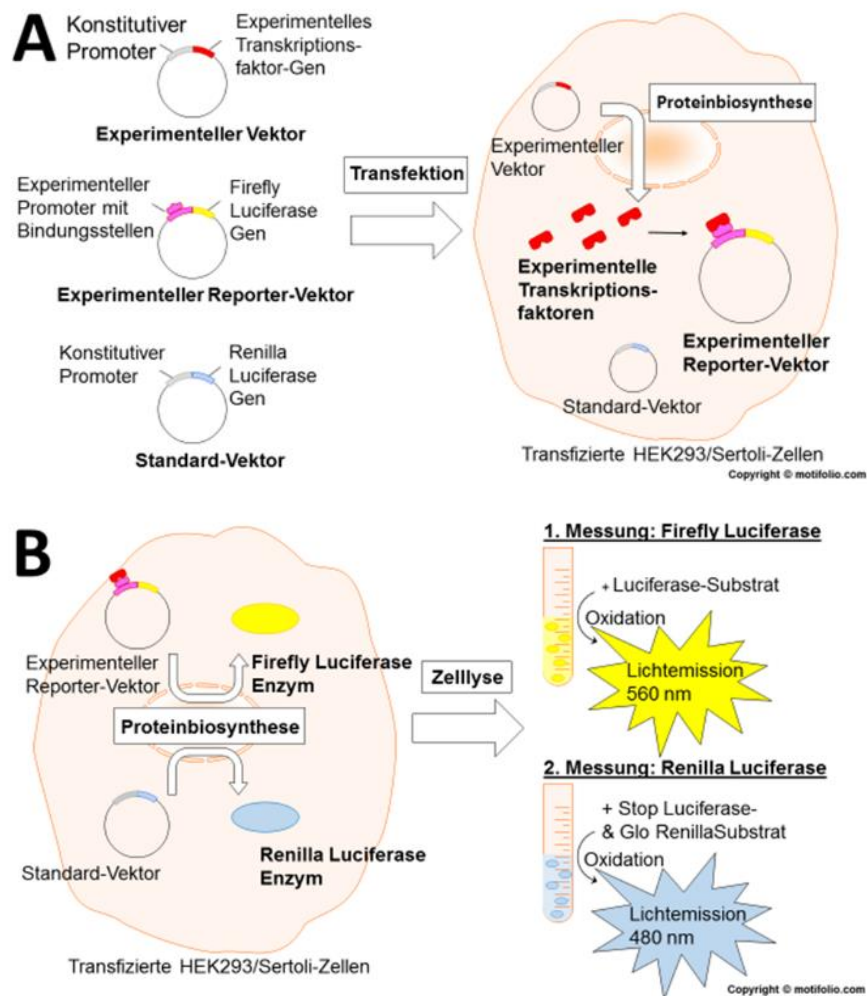 A
Konstitutiver
Promoter
Experimentelles
Transkriptions-
faktor-Gen
Experimenteller Vektor
Experimenteller
Promoter mit
Bindungsstellen
Firefly
Luciferase
Gen
Experimenteller Reporter-Vektor
Konstitutiver
Promoter
Renilla
Luciferase
Gen
Standard-Vektor
Transfektion
Proteinbiosynthese
Experimenteller
Vektor
Experimentelle
Transkriptions-
faktoren
Experimenteller
Reporter-Vektor
Standard-Vektor
Transfizierte HEK293/Sertoli-Zellen
Copyright © motifolio.com
B
Experimenteller
Reporter-Vektor
Firefly Luciferase
Enzym
Proteinbiosynthese
Standard-Vektor
Renilla Luciferase
Enzym
Transfizierte HEK293/Sertoli-Zellen
Zelllyse
1. Messung: Firefly Luciferase
+ Luciferase-Substrat
Oxidation
Lichtemission
560 nm
2. Messung: Renilla Luciferase
+ Stop Luciferase-
& Glo RenillaSubstrat
Oxidation
Lichtemission
480 nm
Copyright © motifolio.com